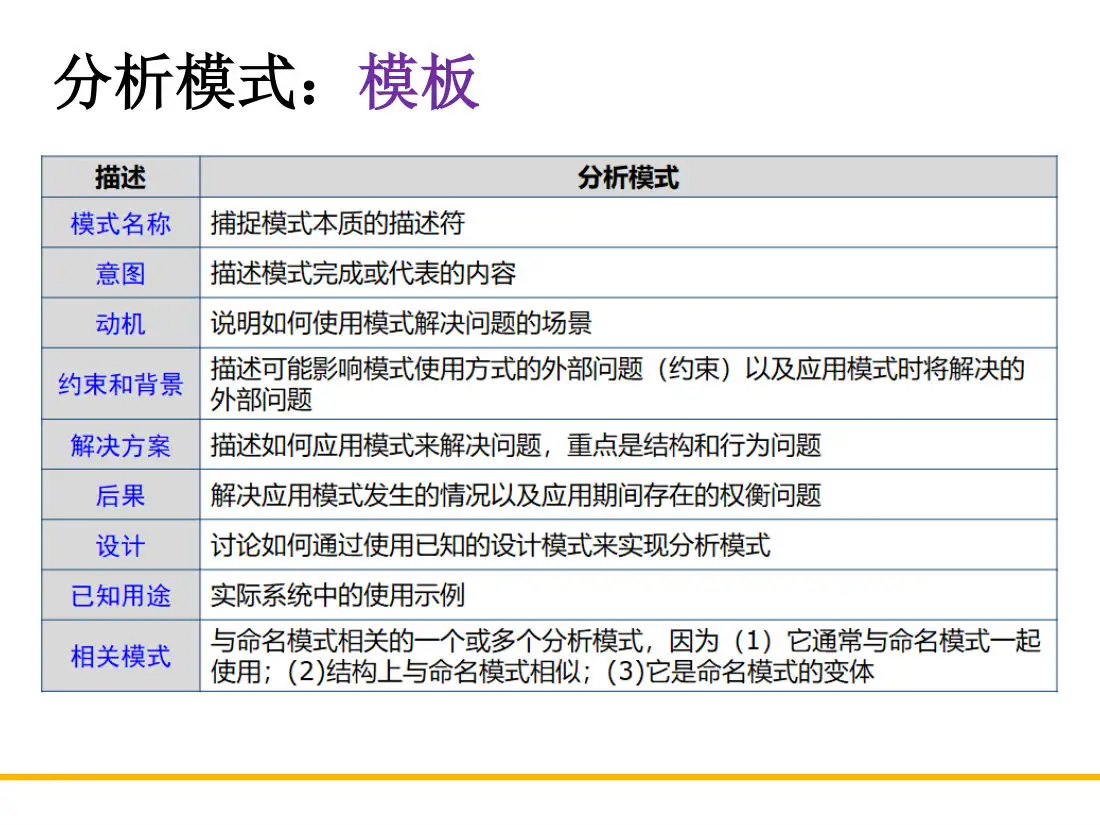 分析模式：模板
描述 分析模式
模式名称 捕捉模式本质的描述符
意图 描述模式完成或代表的内容
动机 说明如何使用模式解决问题的场景
约束和背景 描述可能影响模式使用方式的外部问题（约束）以及应用模式时将解决的
外部问题
解决方案 描述如何应用模式来解决问题，重点是结构和行为问题
后果 解决应用模式发生的情况以及应用期间存在的权衡问题
设计 讨论如何通过使用已知的设计模式来实现分析模式
已知用途 实际系统中的使用示例
相关模式 与命名模式相关的一个或多个分析模式，因为（1）它通常与命名模式一起
使用；(2)结构上与命名模式相似；(3)它是命名模式的变体